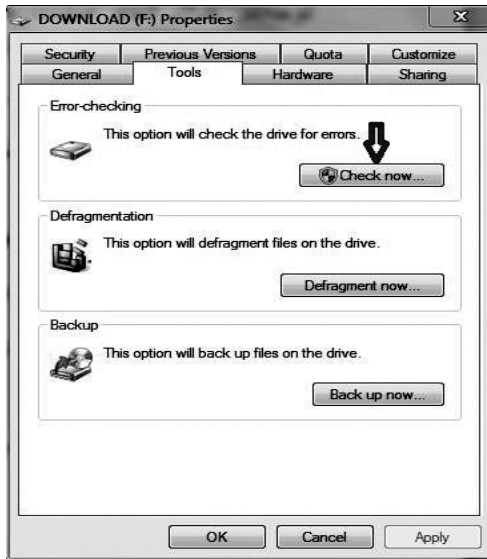 DOWNLOAD (F:) Properties
Security Previous Versions Quota Customize
General Tools Hardware Sharing
Error-checking
This option will check the drive for errors.
Check now...
Defragmentation
This option will defragment files on the drive.
Defragment now...
Backup
This option will back up files on the drive.
Back up now...
OK Cancel Apply